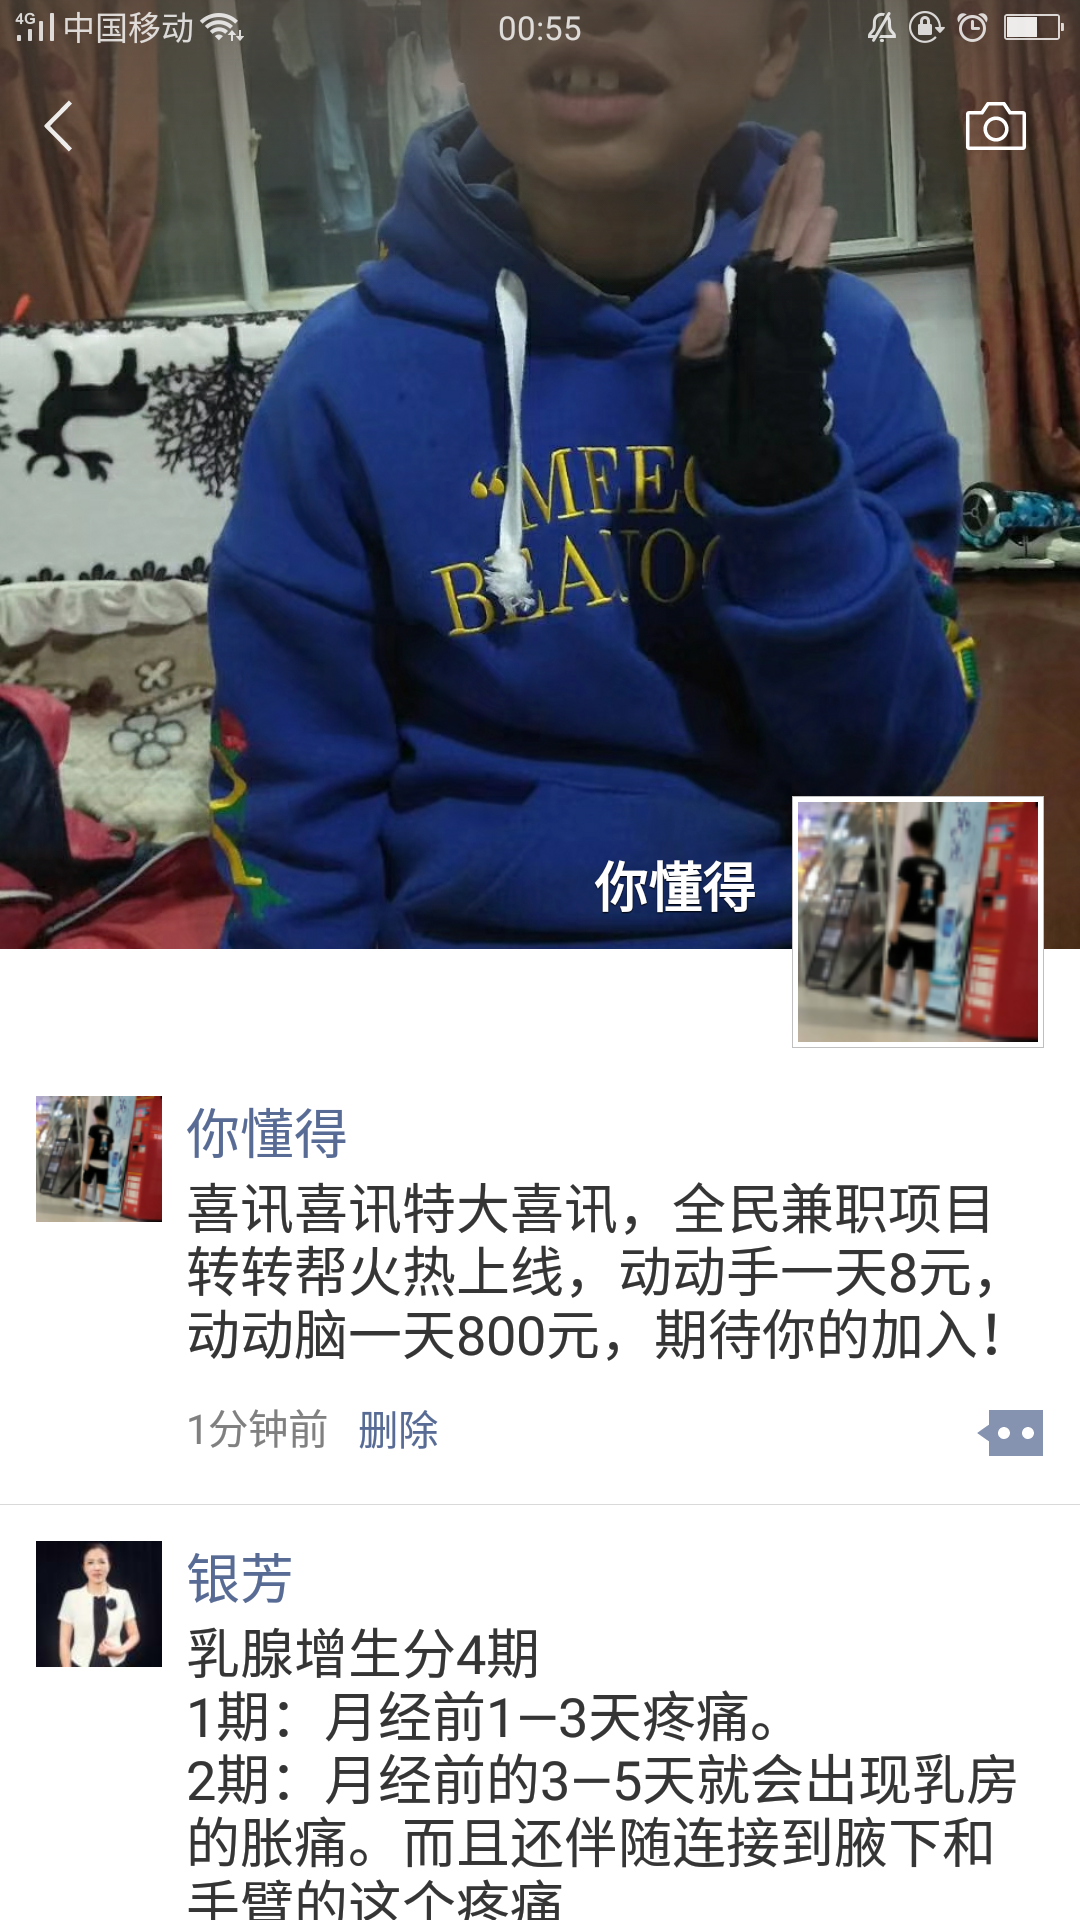 4G 中国移动 00:55
“MEE
BEA
你懂得
你懂得
喜讯喜讯特大喜讯，全民兼职项目
转转帮火热上线，动动手一天8元，
动动脑一天800元，期待你的加入！
1分钟前 删除
银芳
乳腺增生分4期
1期：月经前1—3天疼痛。
2期：月经前的3—5天就会出现乳房
的胀痛。而且还伴随连接到腋下和
手臂的这个疼痛